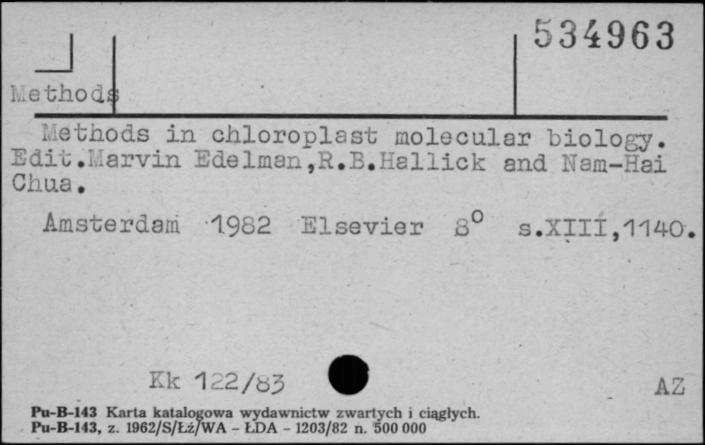 534963
Methods
Methods in chloroplast molecular biology.
Edit.Marvin Edelman,R.B.Hallick and Nam-Hai
Chua.
Amsterdam 1982 Elsevier 8° s.XIII,1140.
Kk 122/83
AZ
Pu-B-143 Karta katalogowa wydawnictw zwartych i ciągłych.
Pu-B-143, z. 1962/S/Łź/WA – ŁDA – 1203/82 n. 500 000